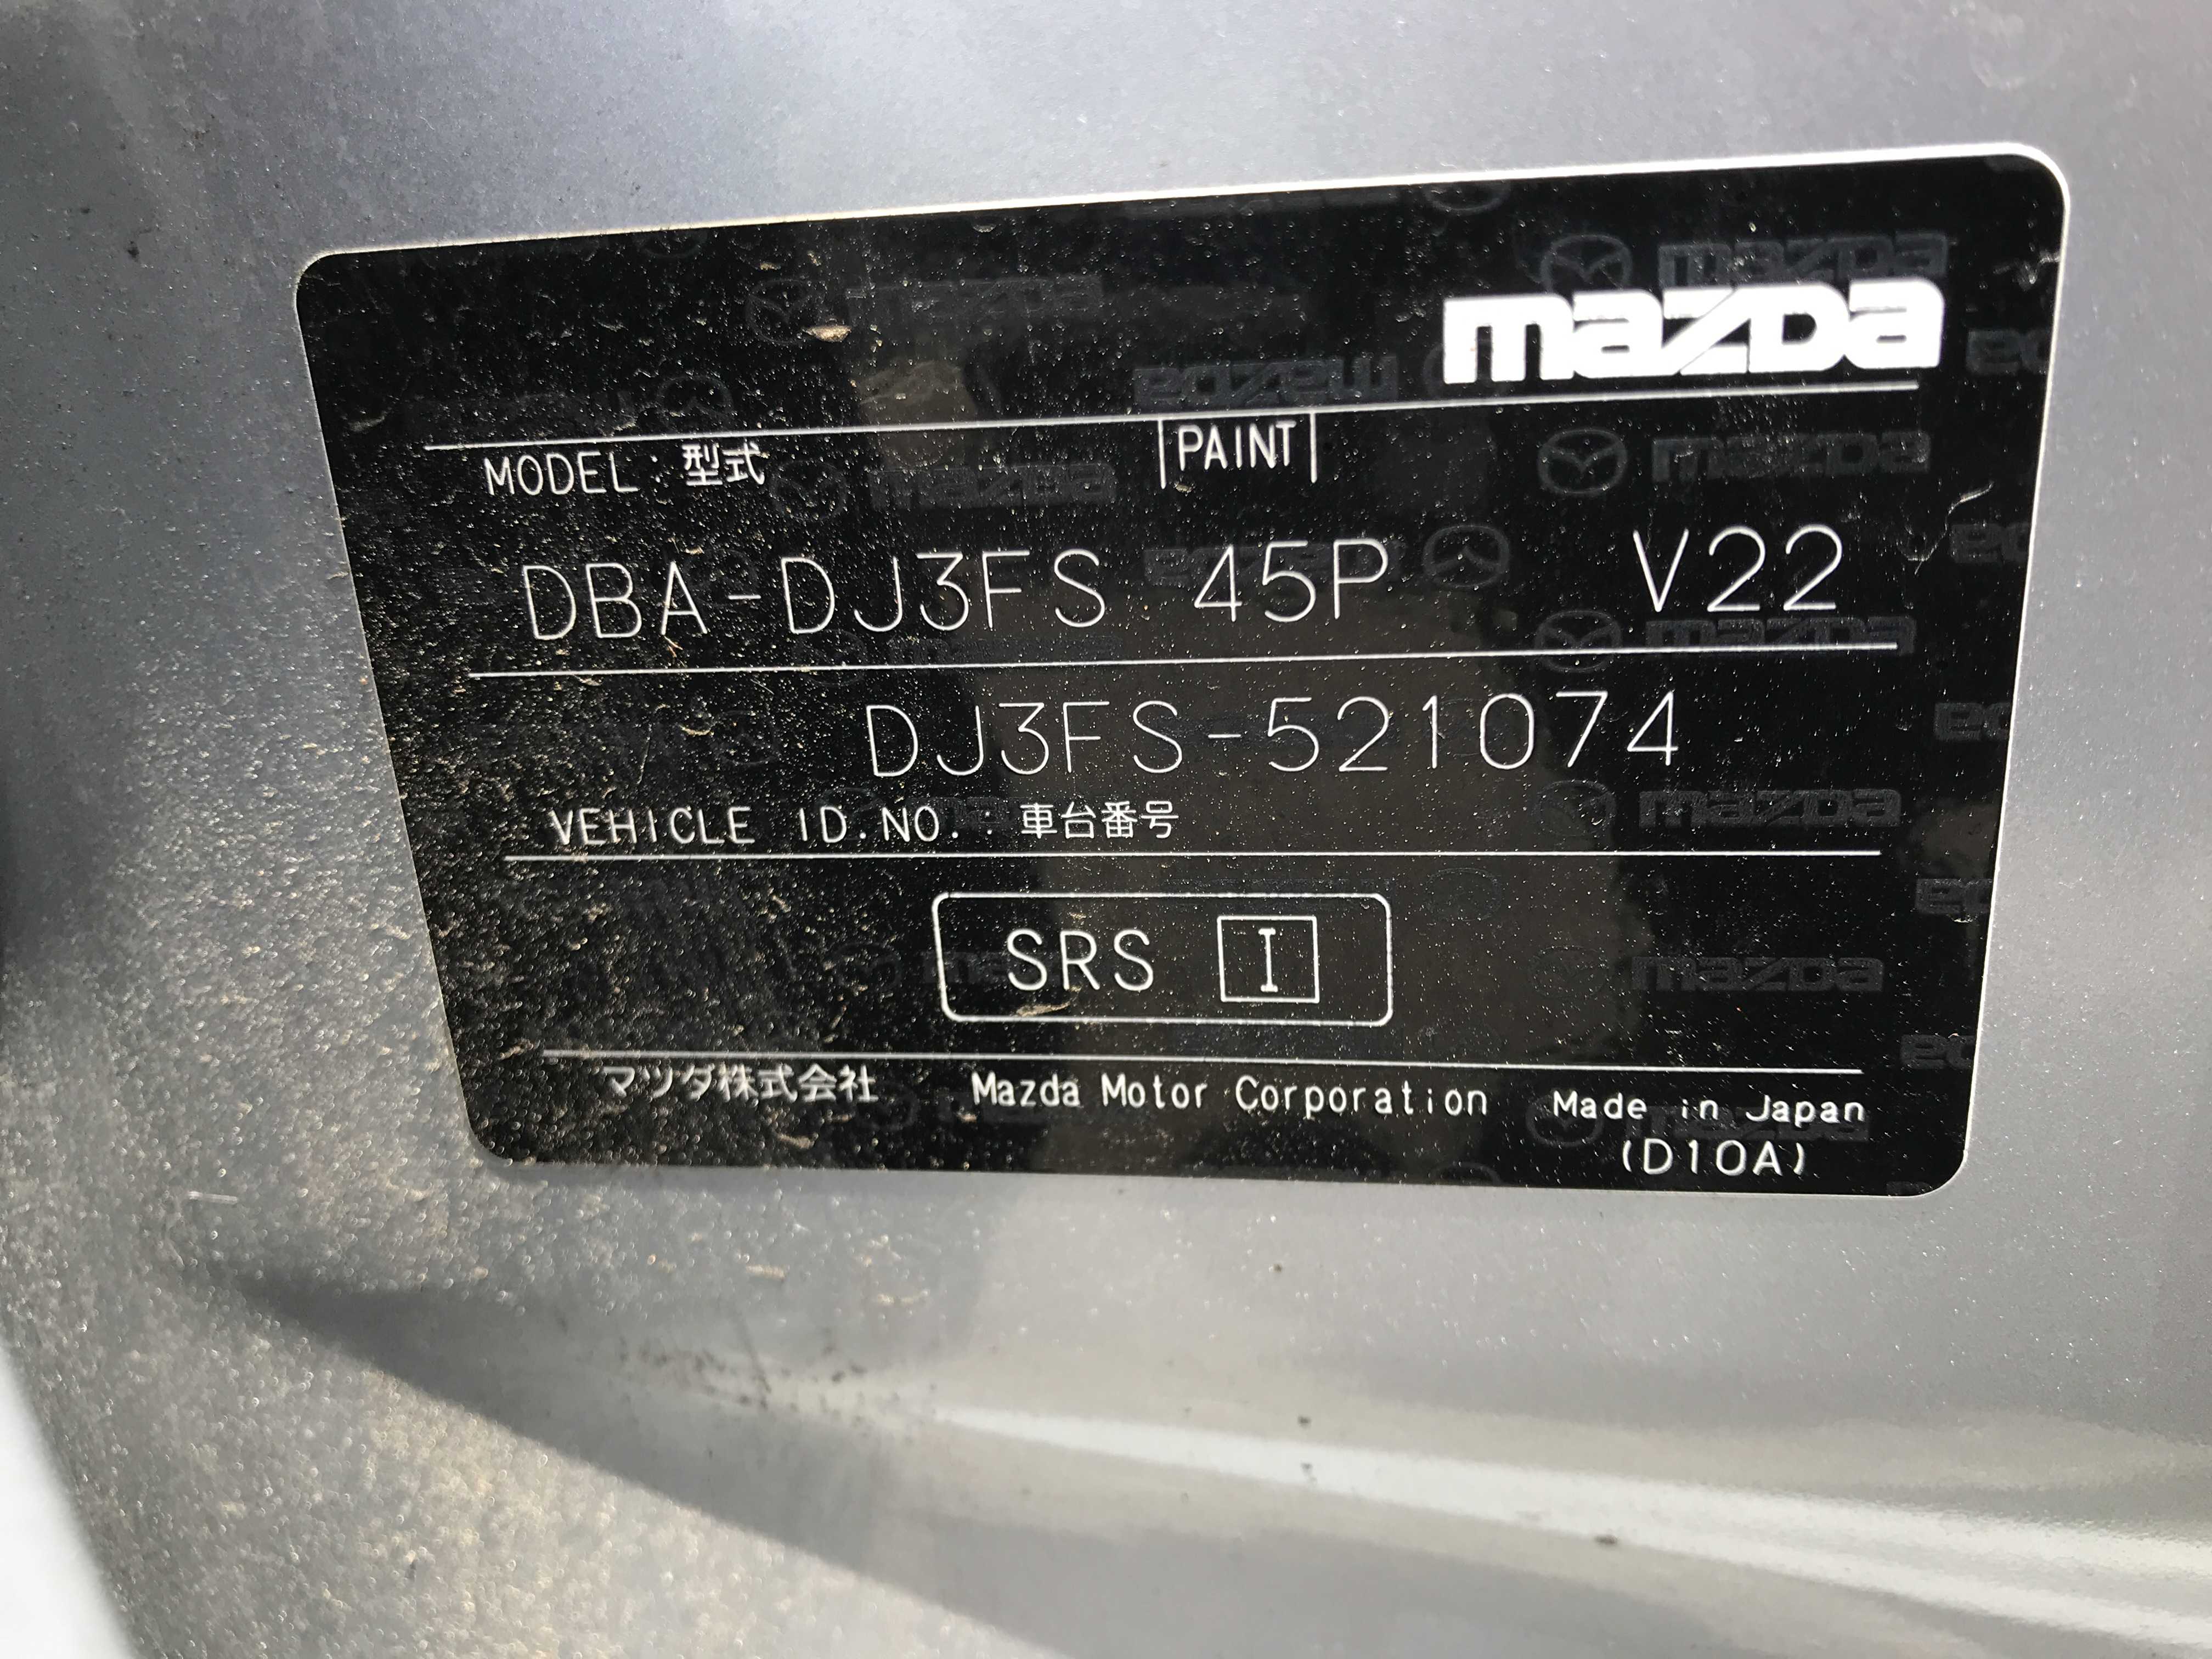 mazda
MODEL : 型式 PAINT
DBA-DJ3FS 45P V22
DJ3FS-521074
VEHICLE ID.NO. : 車台番号
SRS I
マツダ株式会社 Mazda Motor Corporation Made in Japan
(D10A)